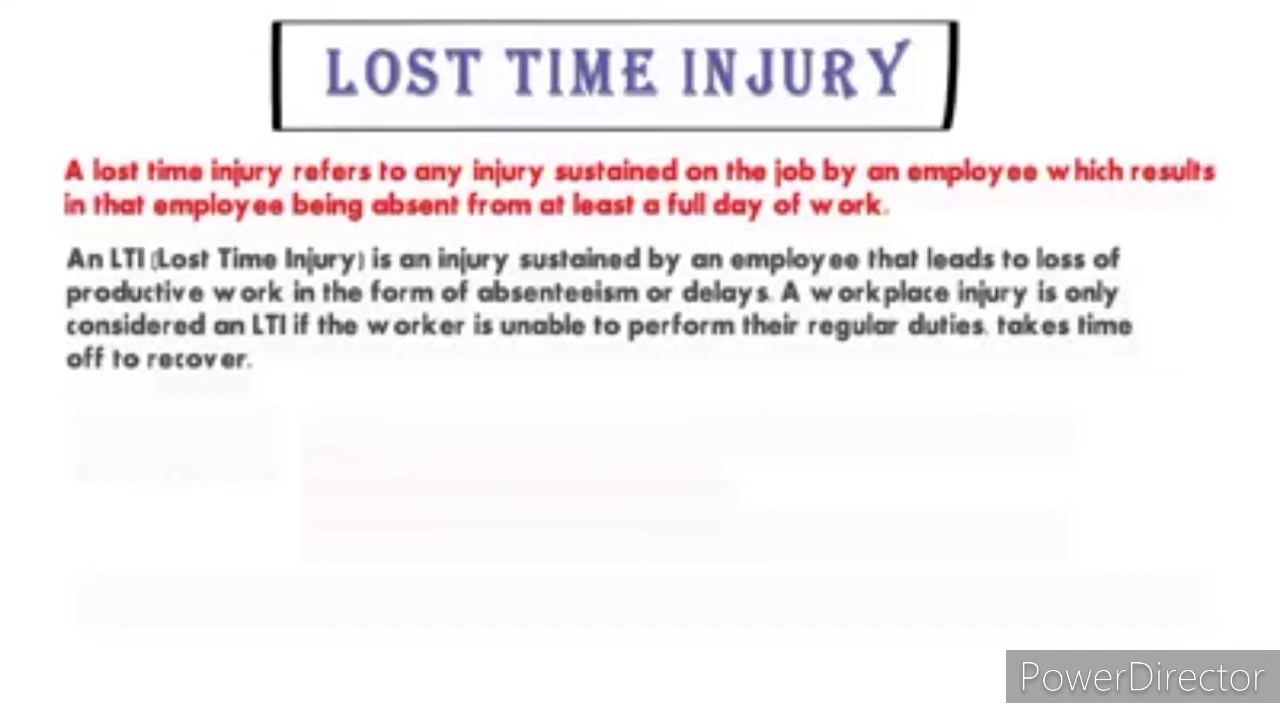 LOST TIME INJURY
A lost time injury refers to any injury sustained on the job by an employee which results
in that employee being absent from at least a full day of work.
An LTI (Lost Time Injury) is an injury sustained by an employee that leads to loss of
productive work in the form of absenteeism or delays. A workplace injury is only
considered an LTI if the worker is unable to perform their regular duties, takes time
off to recover.
PowerDirector